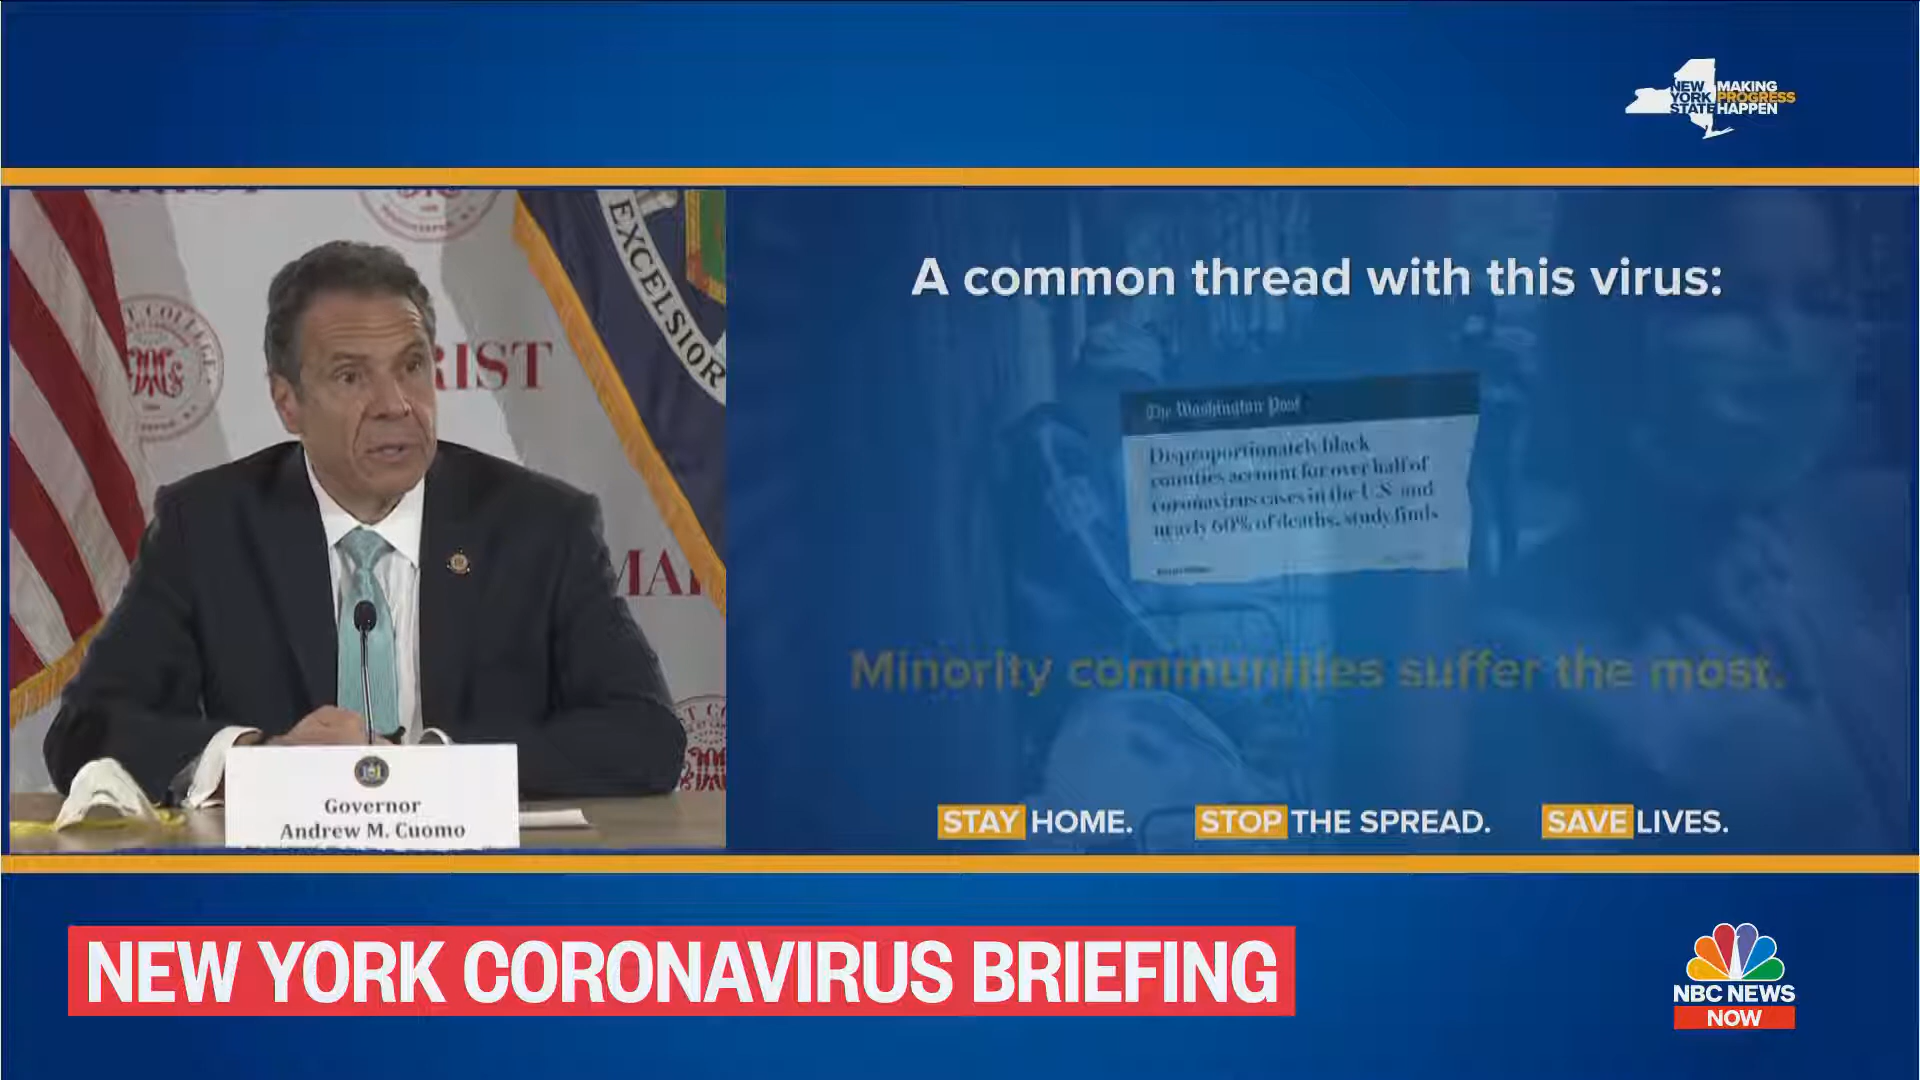 NEW YORK STATE
MAKING PROGRESS HAPPEN
EXCELSIOR
T COLLEGE
RIST
MA
A common thread with this virus:
The Washington Post
Disproportionately black
counties account for over half of
coronavirus cases in the U.S. and
nearly 60% of deaths, study finds
Minority communities suffer the most.
Governor
Andrew M. Cuomo
STAY HOME. STOP THE SPREAD. SAVE LIVES.
NEW YORK CORONAVIRUS BRIEFING
NBC NEWS
NOW